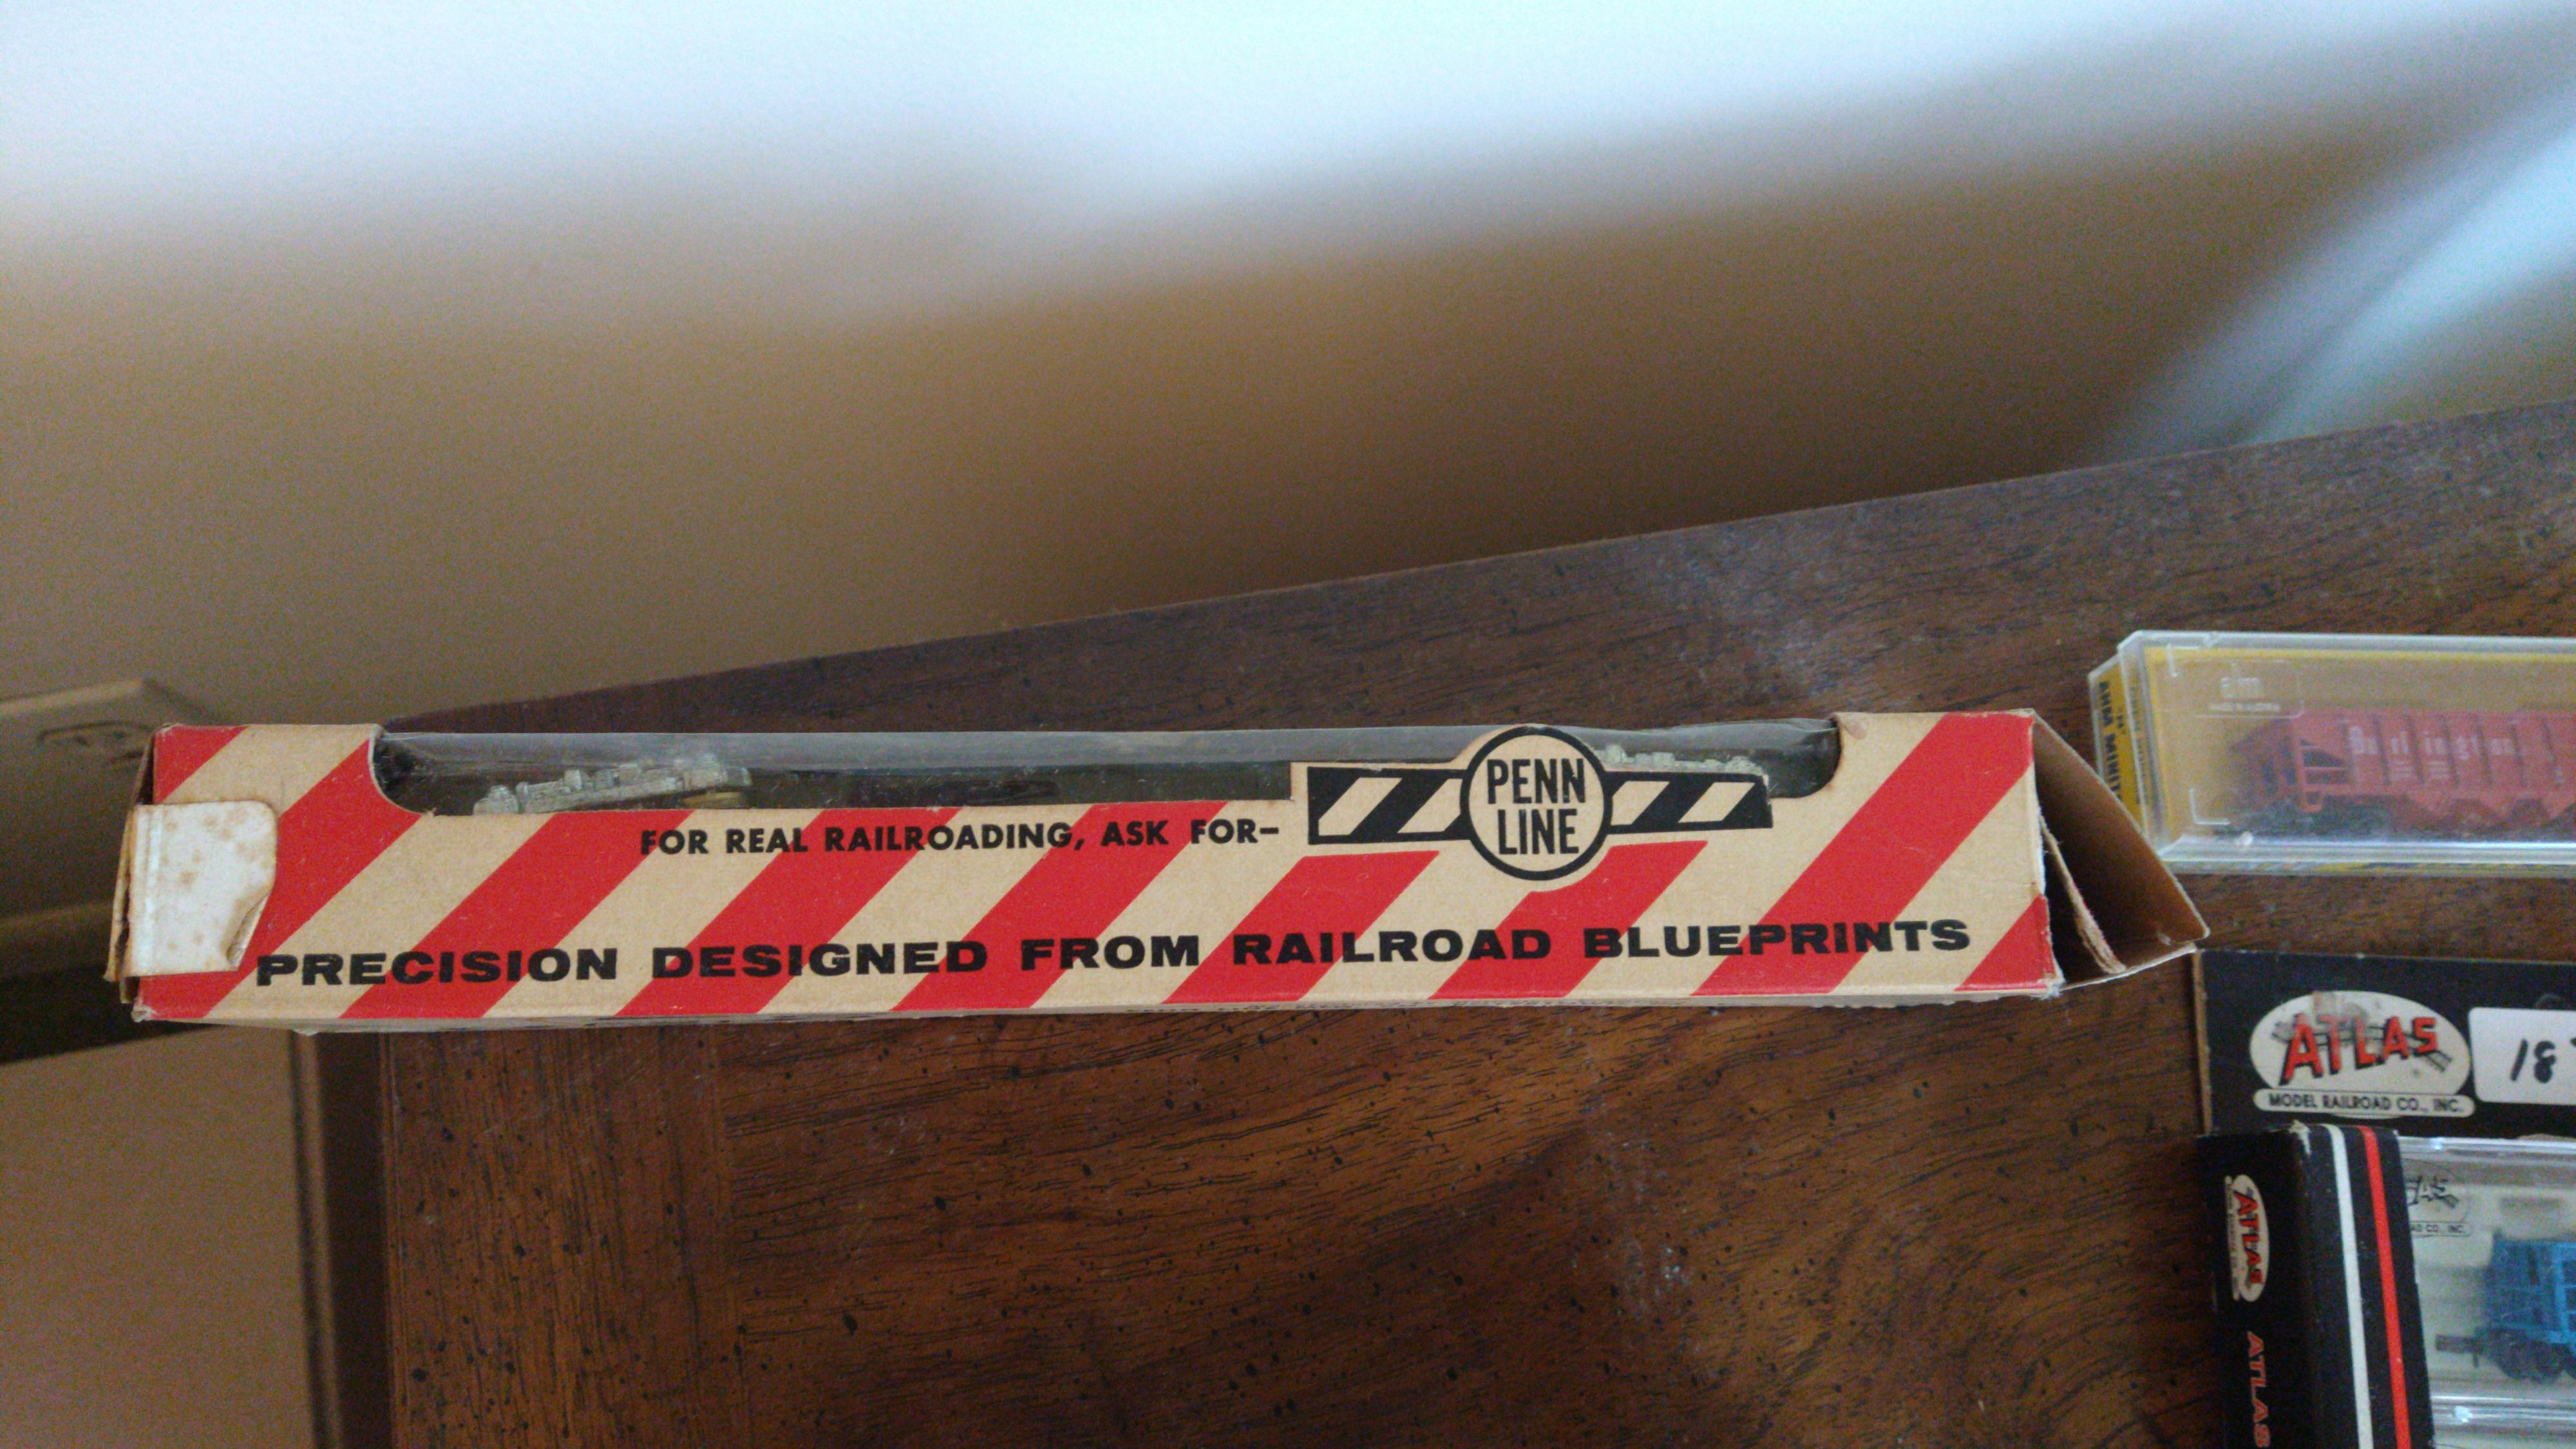 FOR REAL RAILROADING, ASK FOR-
PENN
LINE
PRECISION DESIGNED FROM RAILROAD BLUEPRINTS
Burlington
ATLAS
MODEL RAILROAD CO., INC.
18
ATLAS
ATLAS